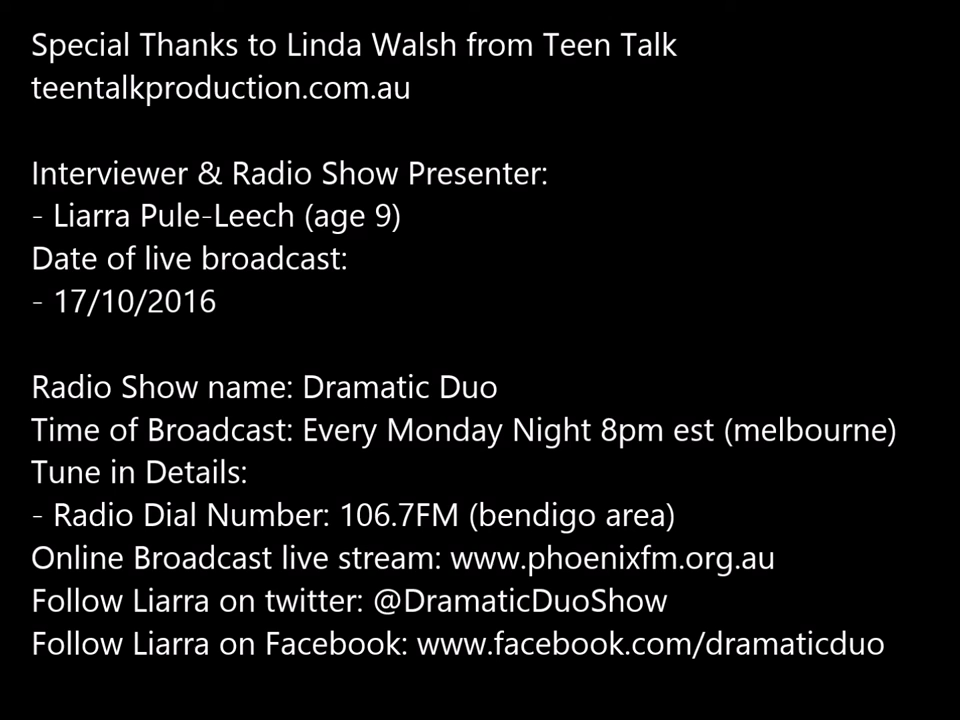 Special Thanks to Linda Walsh from Teen Talk
teentalkproduction.com.au
Interviewer & Radio Show Presenter:
- Liarra Pule-Leech (age 9)
Date of live broadcast:
- 17/10/2016
Radio Show name: Dramatic Duo
Time of Broadcast: Every Monday Night 8pm est (melbourne)
Tune in Details:
- Radio Dial Number: 106.7FM (bendigo area)
Online Broadcast live stream: www.phoenixfm.org.au
Follow Liarra on twitter: @DramaticDuoShow
Follow Liarra on Facebook: www.facebook.com/dramaticduo